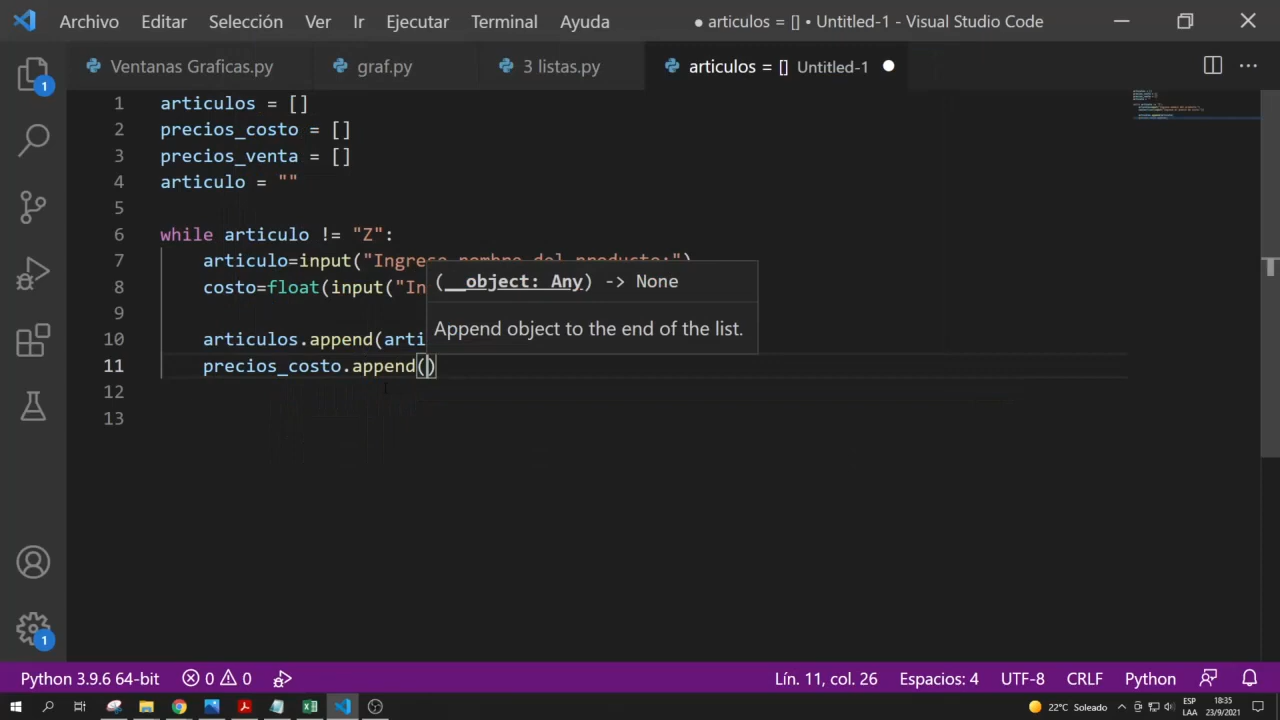 Archivo Editar Selección Ver Ir Ejecutar Terminal Ayuda ● articulos = [] • Untitled-1 - Visual Studio Code
Ventanas Graficas.py graf.py 3 listas.py articulos = [] Untitled-1 ●
1 articulos = []
2 precios_costo = []
3 precios_venta = []
4 articulo = ""
5
6 while articulo != "Z":
7 articulo=input("Ingrese nombre del producto:")
8 costo=float(input("In
(__object: Any) -> None
Append object to the end of the list.
9
10 articulos.append(arti
11 precios_costo.append()
12
13
1
1
Python 3.9.6 64-bit 0 0 Lín. 11, col. 26 Espacios: 4 UTF-8 CRLF Python
22°C Soleado ESP LAA 18:35 23/9/2021